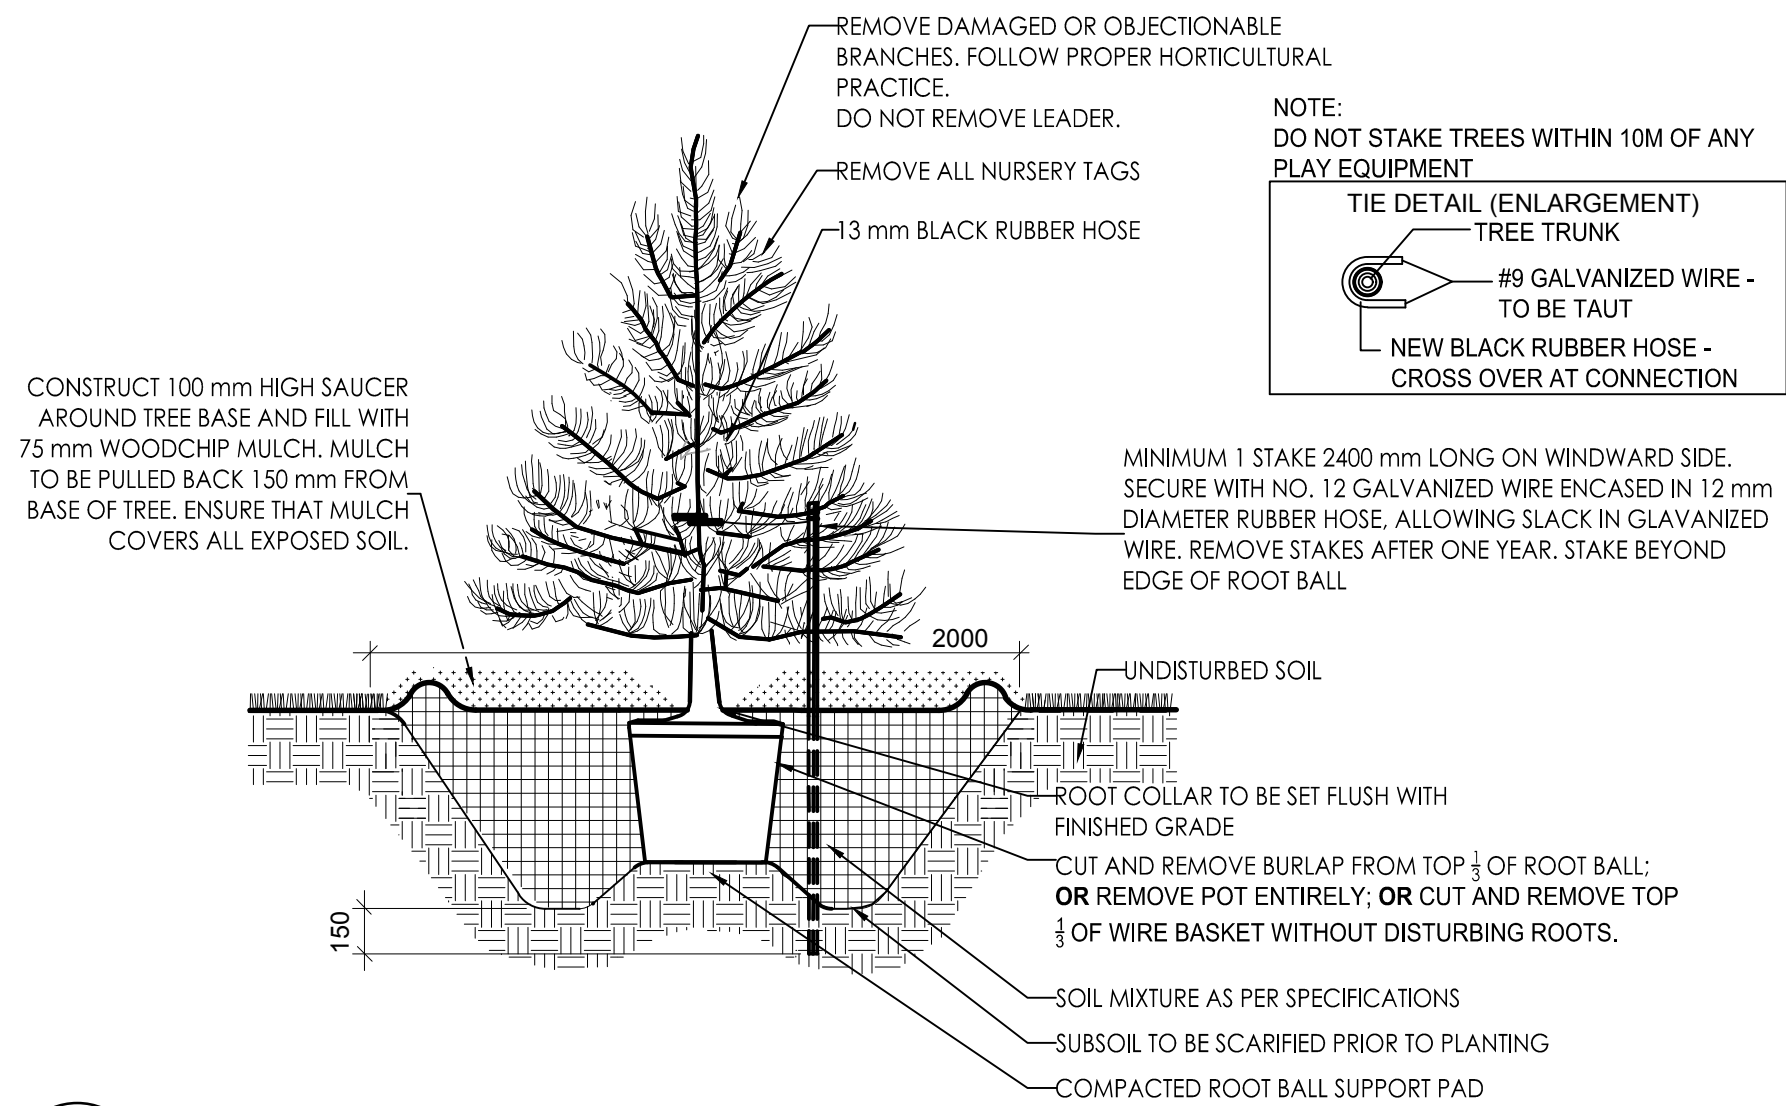 REMOVE DAMAGED OR OBJECTIONABLE
BRANCHES. FOLLOW PROPER HORTICULTURAL
PRACTICE.
DO NOT REMOVE LEADER.
REMOVE ALL NURSERY TAGS
13 mm BLACK RUBBER HOSE
NOTE:
DO NOT STAKE TREES WITHIN 10M OF ANY
PLAY EQUIPMENT
TIE DETAIL (ENLARGEMENT)
TREE TRUNK
#9 GALVANIZED WIRE -
TO BE TAUT
NEW BLACK RUBBER HOSE -
CROSS OVER AT CONNECTION
CONSTRUCT 100 mm HIGH SAUCER
AROUND TREE BASE AND FILL WITH
75 mm WOODCHIP MULCH. MULCH
TO BE PULLED BACK 150 mm FROM
BASE OF TREE. ENSURE THAT MULCH
COVERS ALL EXPOSED SOIL.
MINIMUM 1 STAKE 2400 mm LONG ON WINDWARD SIDE.
SECURE WITH NO. 12 GALVANIZED WIRE ENCASED IN 12 mm
DIAMETER RUBBER HOSE, ALLOWING SLACK IN GLAVANIZED
WIRE. REMOVE STAKES AFTER ONE YEAR. STAKE BEYOND
EDGE OF ROOT BALL
2000
UNDISTURBED SOIL
ROOT COLLAR TO BE SET FLUSH WITH
FINISHED GRADE
CUT AND REMOVE BURLAP FROM TOP 1/3 OF ROOT BALL;
OR REMOVE POT ENTIRELY; OR CUT AND REMOVE TOP
1/3 OF WIRE BASKET WITHOUT DISTURBING ROOTS.
150
SOIL MIXTURE AS PER SPECIFICATIONS
SUBSOIL TO BE SCARIFIED PRIOR TO PLANTING
COMPACTED ROOT BALL SUPPORT PAD